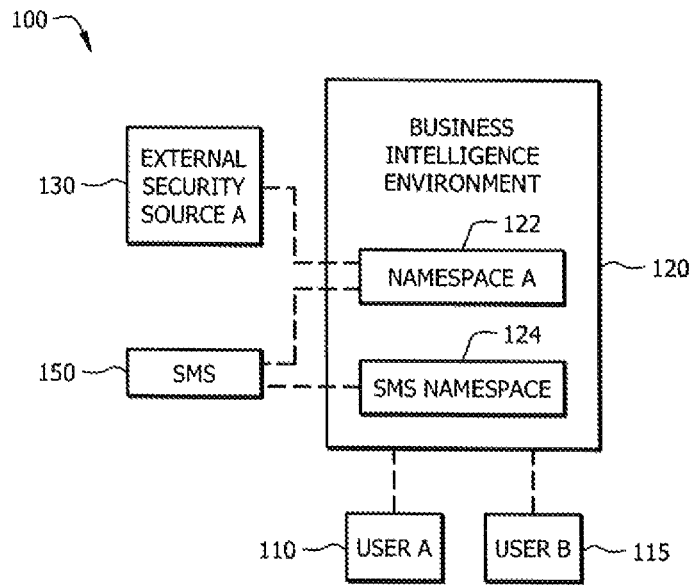 100
BUSINESS
INTELLIGENCE
ENVIRONMENT
EXTERNAL
SECURITY
SOURCE A
130
122
NAMESPACE A
120
124
SMS NAMESPACE
150
SMS
110
USER A
USER B
115